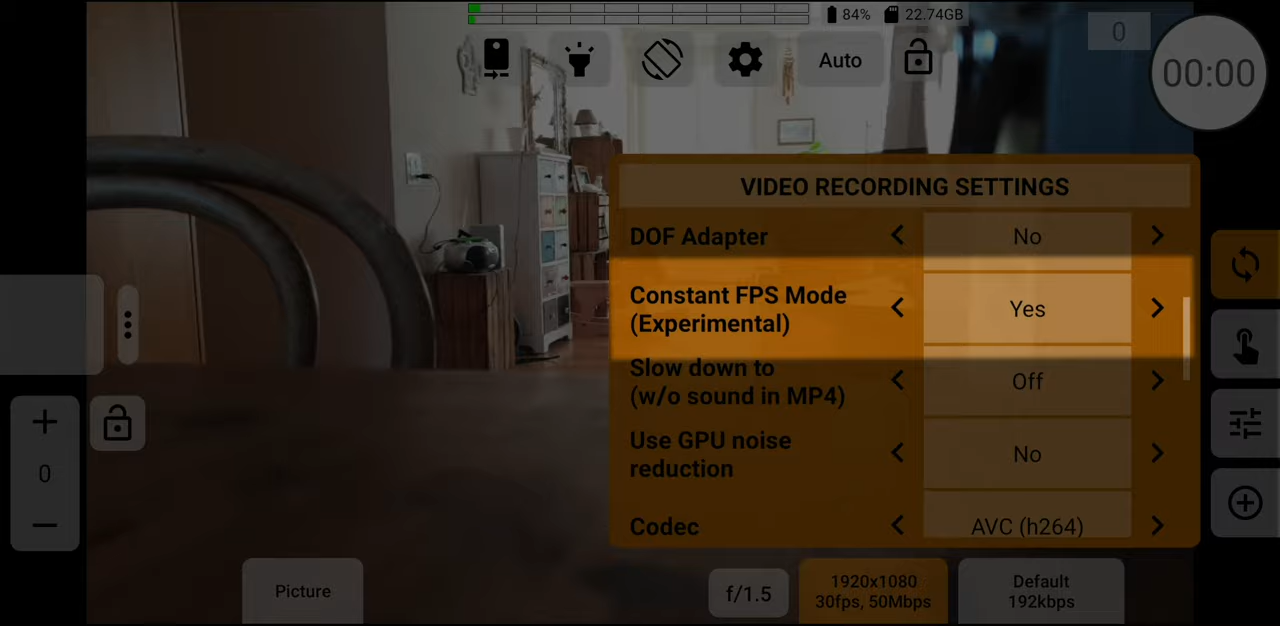 84% 22.74GB
0
00:00
Auto
VIDEO RECORDING SETTINGS
DOF Adapter No
Constant FPS Mode
(Experimental)
Yes
Slow down to
(w/o sound in MP4)
Off
Use GPU noise
reduction
No
Codec AVC (h264)
0
Picture
f/1.5
1920x1080
30fps, 50Mbps
Default
192kbps